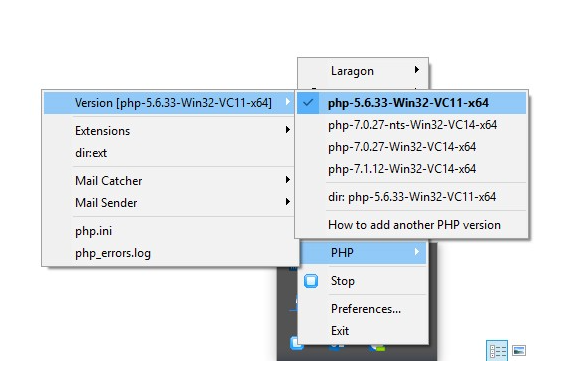 Laragon
Version [php-5.6.33-Win32-VC11-x64]
Extensions
dir:ext
Mail Catcher
Mail Sender
php.ini
php_errors.log
php-5.6.33-Win32-VC11-x64
php-7.0.27-nts-Win32-VC14-x64
php-7.0.27-Win32-VC14-x64
php-7.1.12-Win32-VC14-x64
dir: php-5.6.33-Win32-VC11-x64
How to add another PHP version
PHP
Stop
Preferences...
Exit